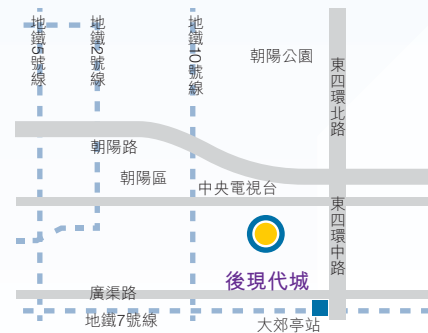 地鐵5號線
地鐵2號線
地鐵10號線
朝陽公園
東四環北路
朝陽路
朝陽區
中央電視台
東四環中路
後現代城
廣渠路
地鐵7號線
大郊亭站